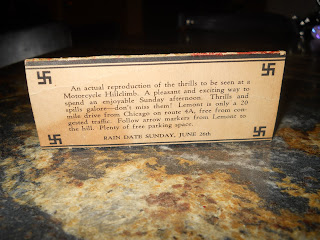 An actual reproduction of the thrills to be seen at a
Motorcycle Hillclimb. A pleasant and exciting way to
spend an enjoyable Sunday afternoon. Thrills and
spills galore—don't miss them! Lemont is only a 20
mile drive from Chicago on route 4A, free from con-
gested traffic. Follow arrow markers from Lemont to
the hill. Plenty of free parking space.
RAIN DATE SUNDAY, JUNE 26th